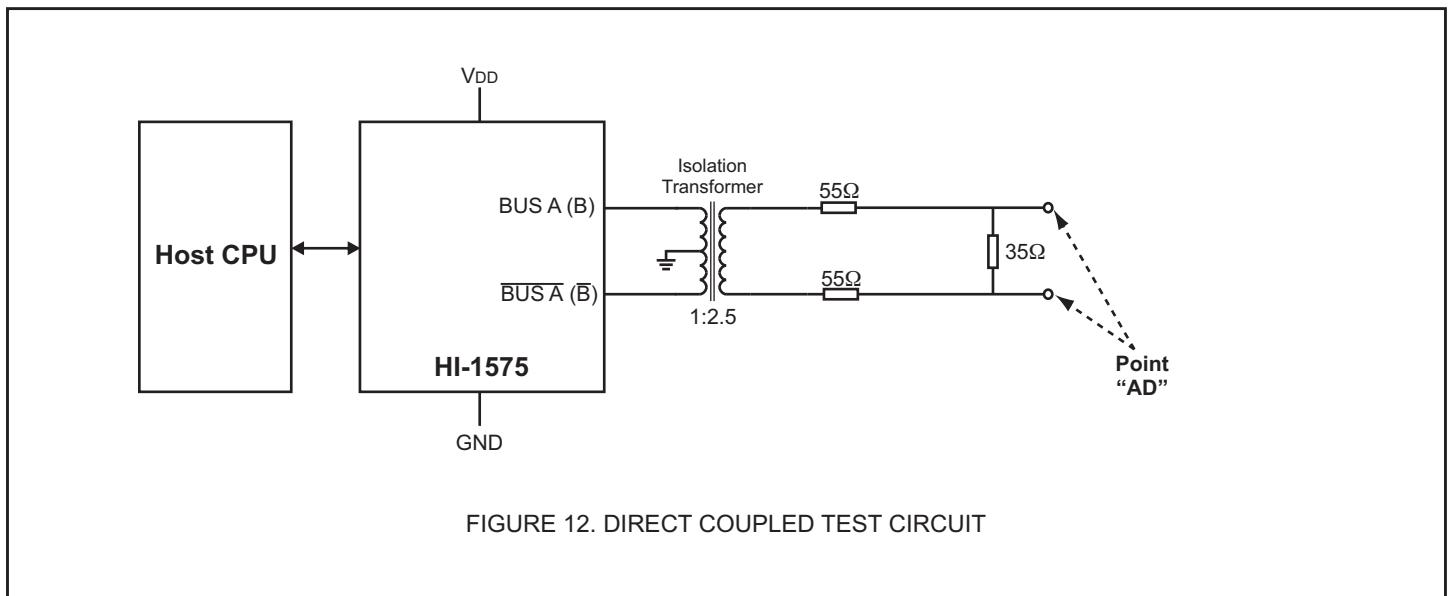 VDD
Host CPU
BUS A (B)
BUS A (B)
HI-1575
GND
Isolation
Transformer
1:2.5
55Ω
55Ω
35Ω
Point
“AD”
FIGURE 12. DIRECT COUPLED TEST CIRCUIT